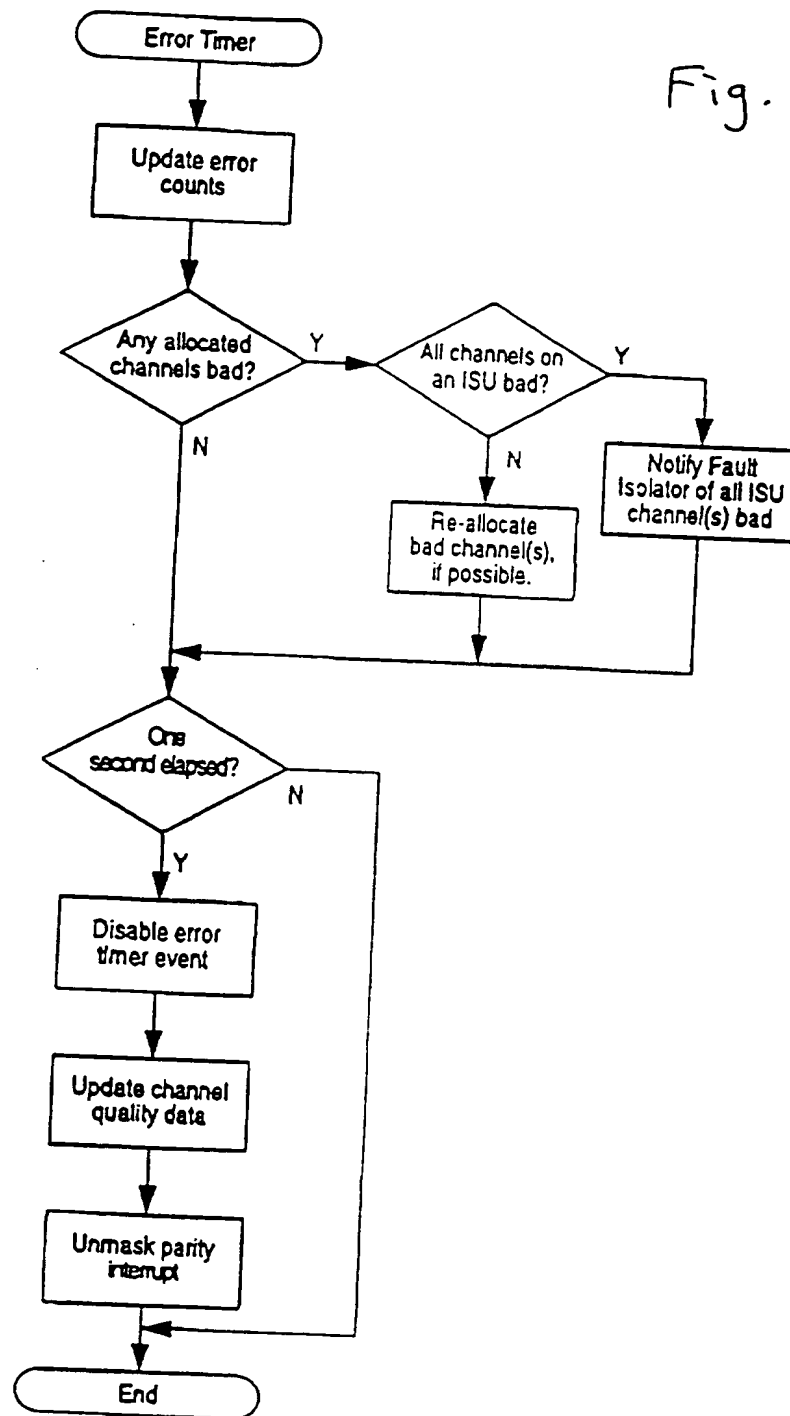 Error Timer
Fig.
Update error
counts
Any allocated
channels bad?
Y
All channels on
an ISU bad?
Y
N
N
Notify Fault
Isolator of all ISU
channel(s) bad
Re-allocate
bad channel(s),
if possible.
One
second elapsed?
N
Y
Disable error
timer event
Update channel
quality data
Unmask parity
interrupt
End